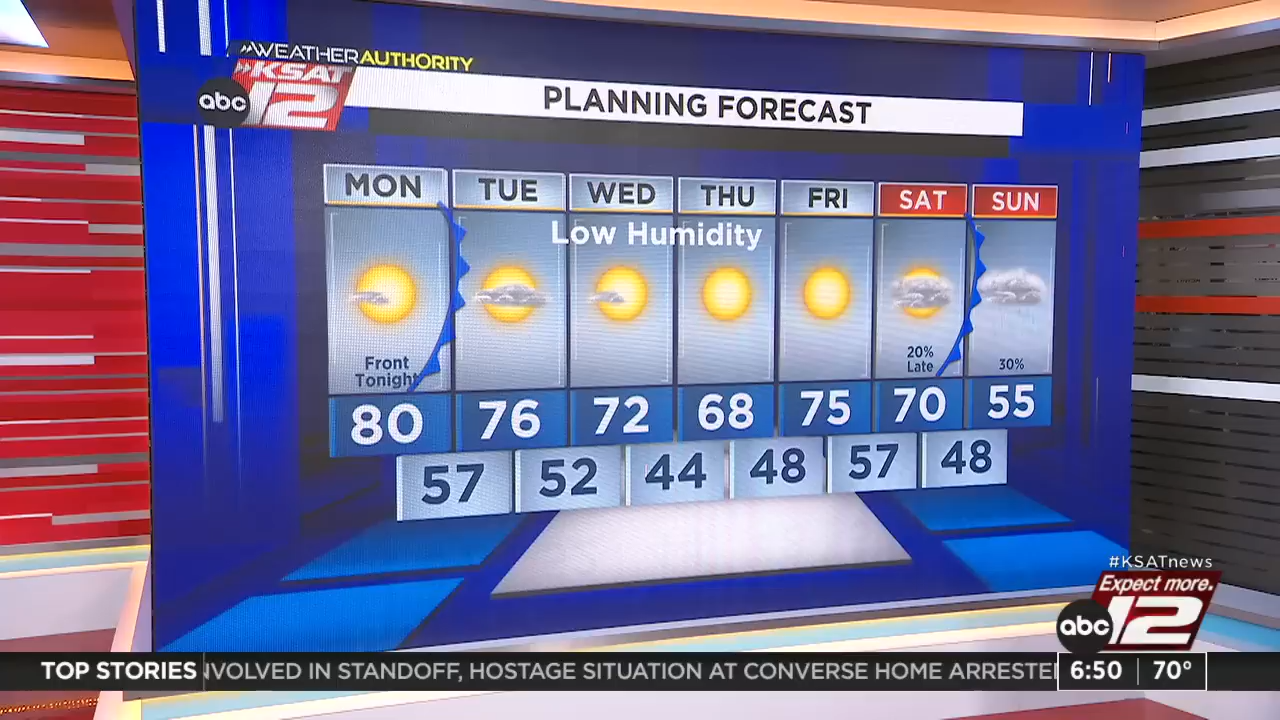 WEATHERAUTHORITY
KSAT
abc 12
PLANNING FORECAST
MON TUE WED THU FRI SAT SUN
Low Humidity
Front
Tonight
20%
Late
30%
80 76 72 68 75 70 55
57 52 44 48 57 48
#KSATnews
Expect more.
abc 12
TOP STORIES NVOLVED IN STANDOFF, HOSTAGE SITUATION AT CONVERSE HOME ARRESTE 6:50 70°